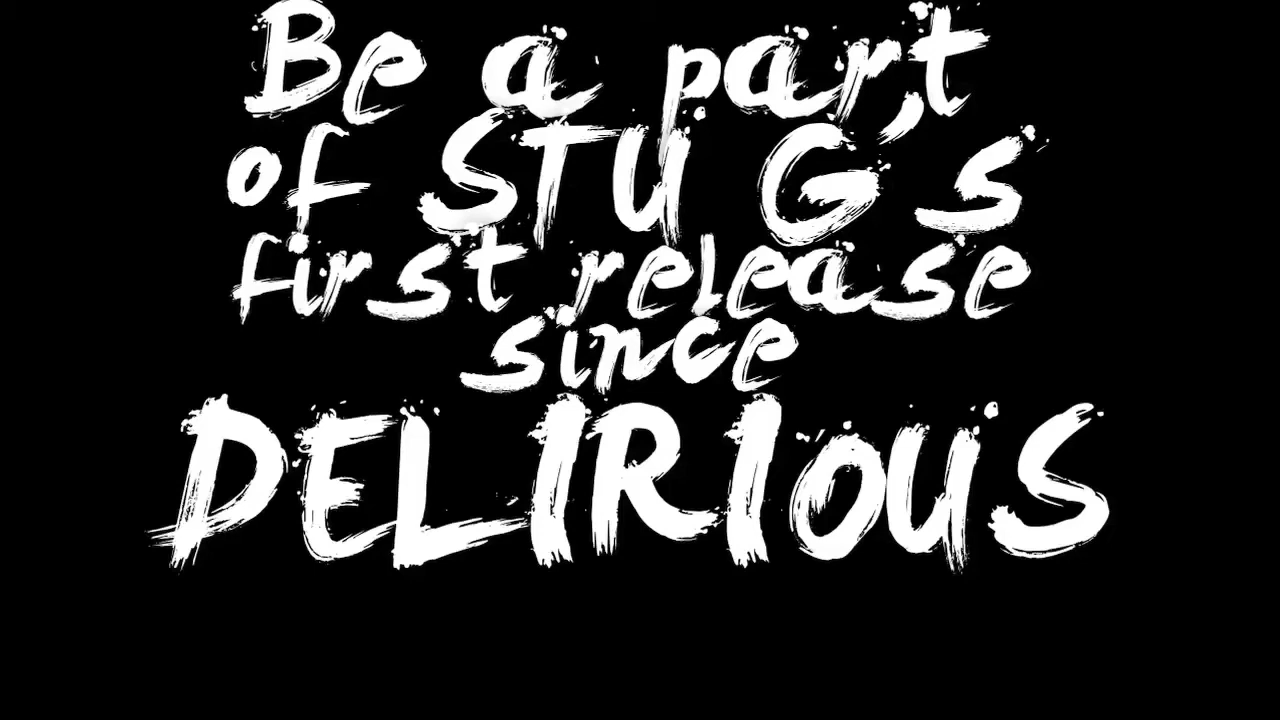 Be a part
of STU G's
first release
since
DELIRIOUS